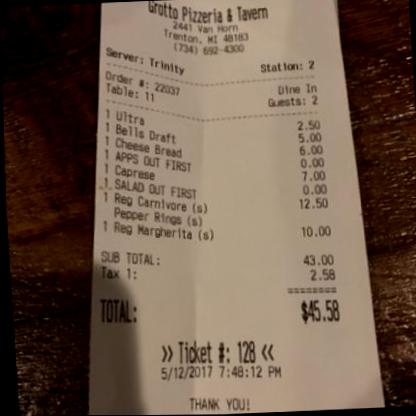 Grotto Pizzeria & Tavern
2441 Van Horn
Trenton, MI 48183
(734) 692-4300
Server: Trinity Station: 2
Order #: 22037 Dine In
Table: 11 Guests: 2
1 Ultra 2.50
1 Bells Draft 5.00
1 Cheese Bread 6.00
1 APPS OUT FIRST 0.00
1 Caprese 7.00
1 SALAD OUT FIRST 0.00
1 Reg Carnivore (s) 12.50
Pepper Rings (s)
1 Reg Margherita (s) 10.00
SUB TOTAL: 43.00
Tax 1: 2.58
========
TOTAL: $45.58
>> Ticket #: 128 <<
5/12/2017 7:48:12 PM
THANK YOU!